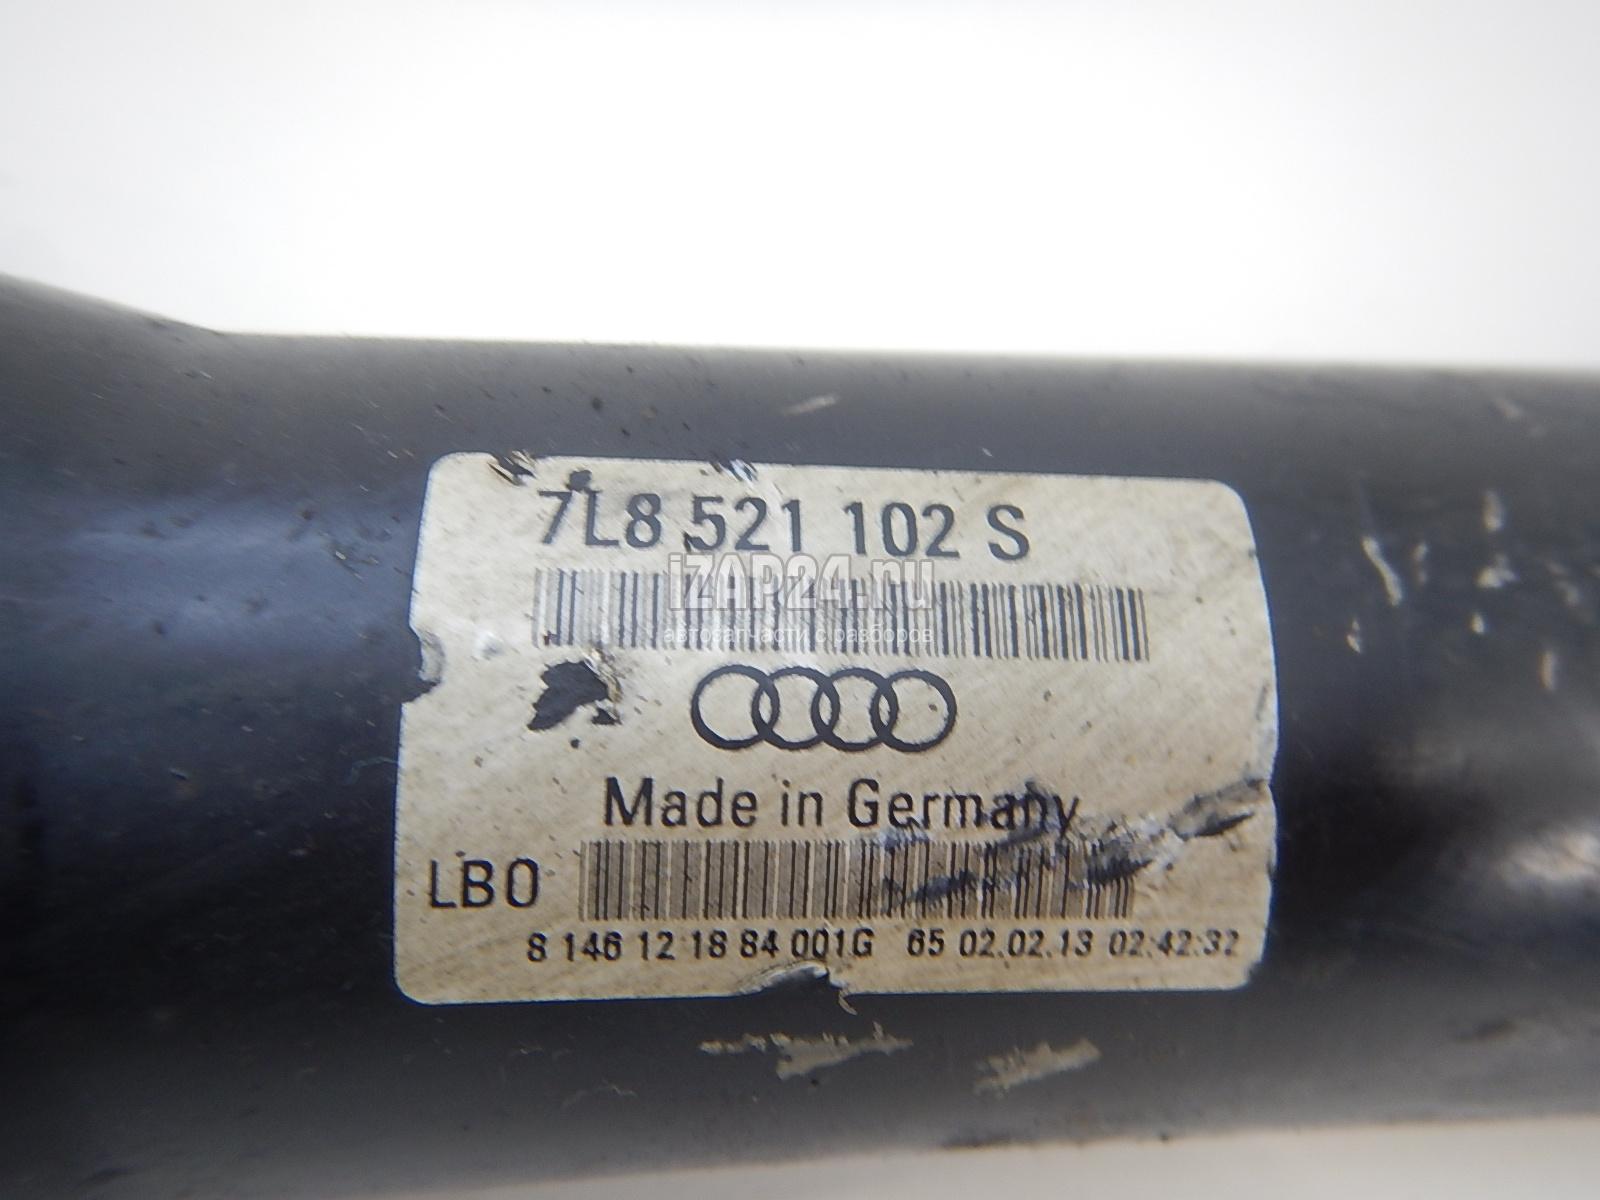 7L8 521 102 S
iZAP24.ru
автозапчасти с разборов
Made in Germany
LB0
8 146 12 18 84 001G 65 02.02.13 02:42:32